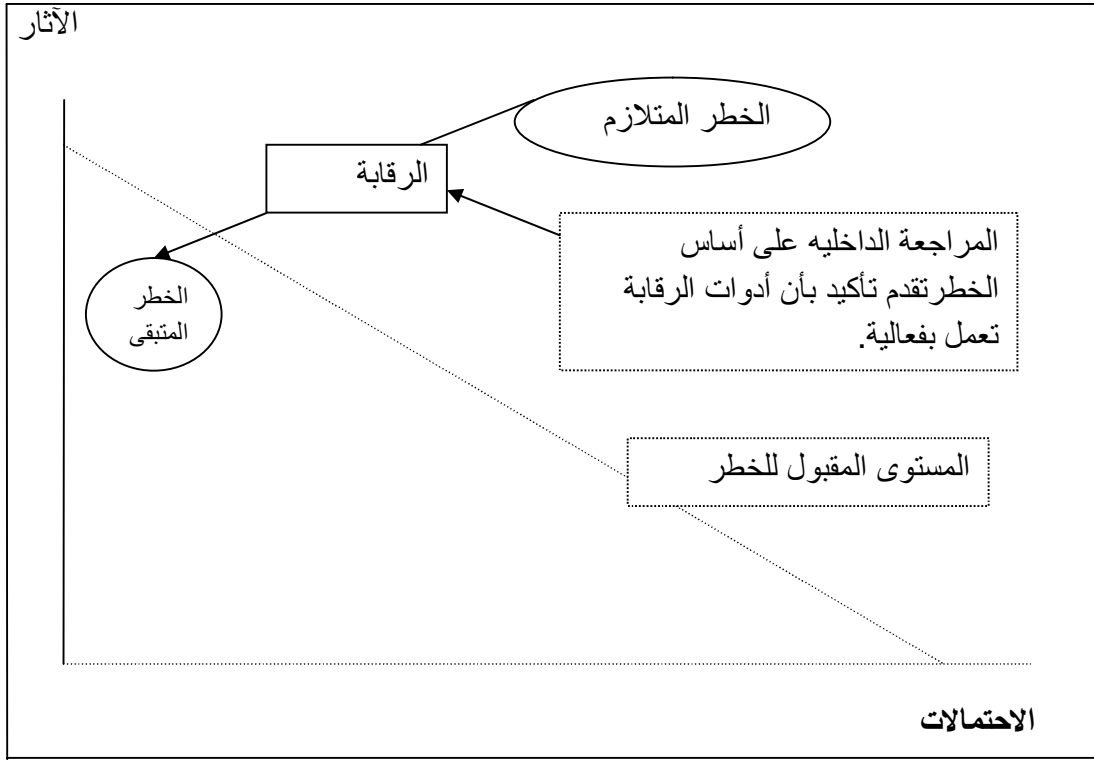 الآثار
الخطر المتلازم
الرقابة
المراجعة الداخليه على أساس
الخطرتقدم تأكيد بأن أدوات الرقابة
تعمل بفعالية.
الخطر
المتبقى
المستوى المقبول للخطر
الاحتمالات